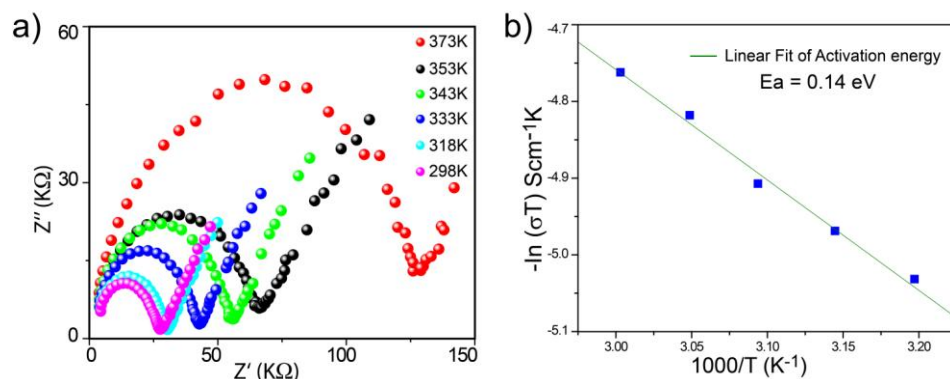 a)
60
30
0
Z'' (KΩ)
0 50 100 150
Z' (KΩ)
373K
353K
343K
333K
318K
298K
b)
-4.7
-4.8
-4.9
-5.0
-5.1
-ln (σT) Scm⁻¹K
Linear Fit of Activation energy
Ea = 0.14 eV
3.00 3.05 3.10 3.15 3.20
1000/T (K⁻¹)